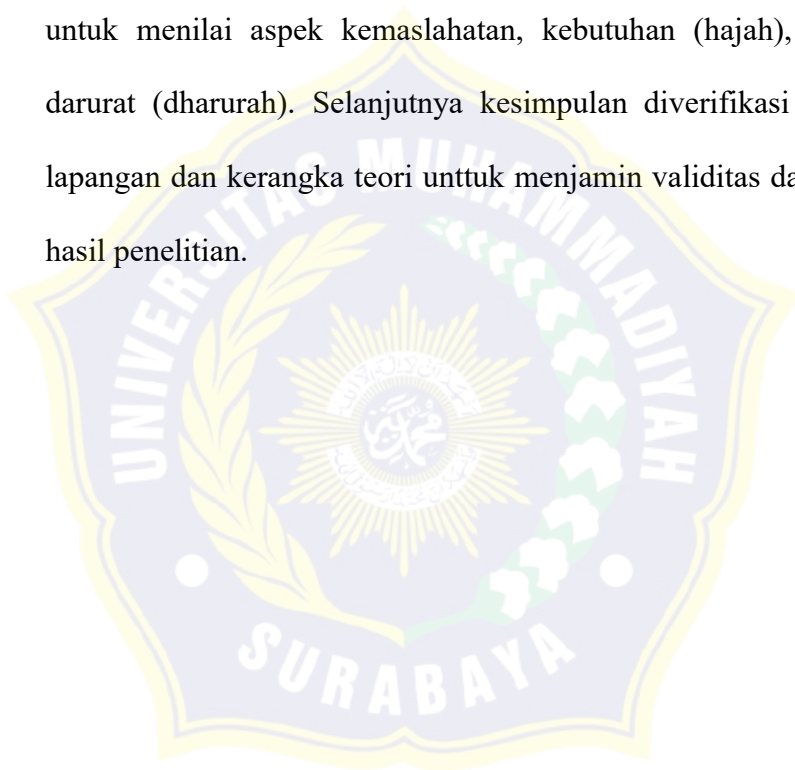 untuk menilai aspek kemaslahatan, kebutuhan (hajah),
darurat (dharurah). Selanjutnya kesimpulan diverifikasi
lapangan dan kerangka teori unttuk menjamin validitas da
hasil penelitian.
UNIVERSITAS MUHAMMADIYAH
SURABAYA